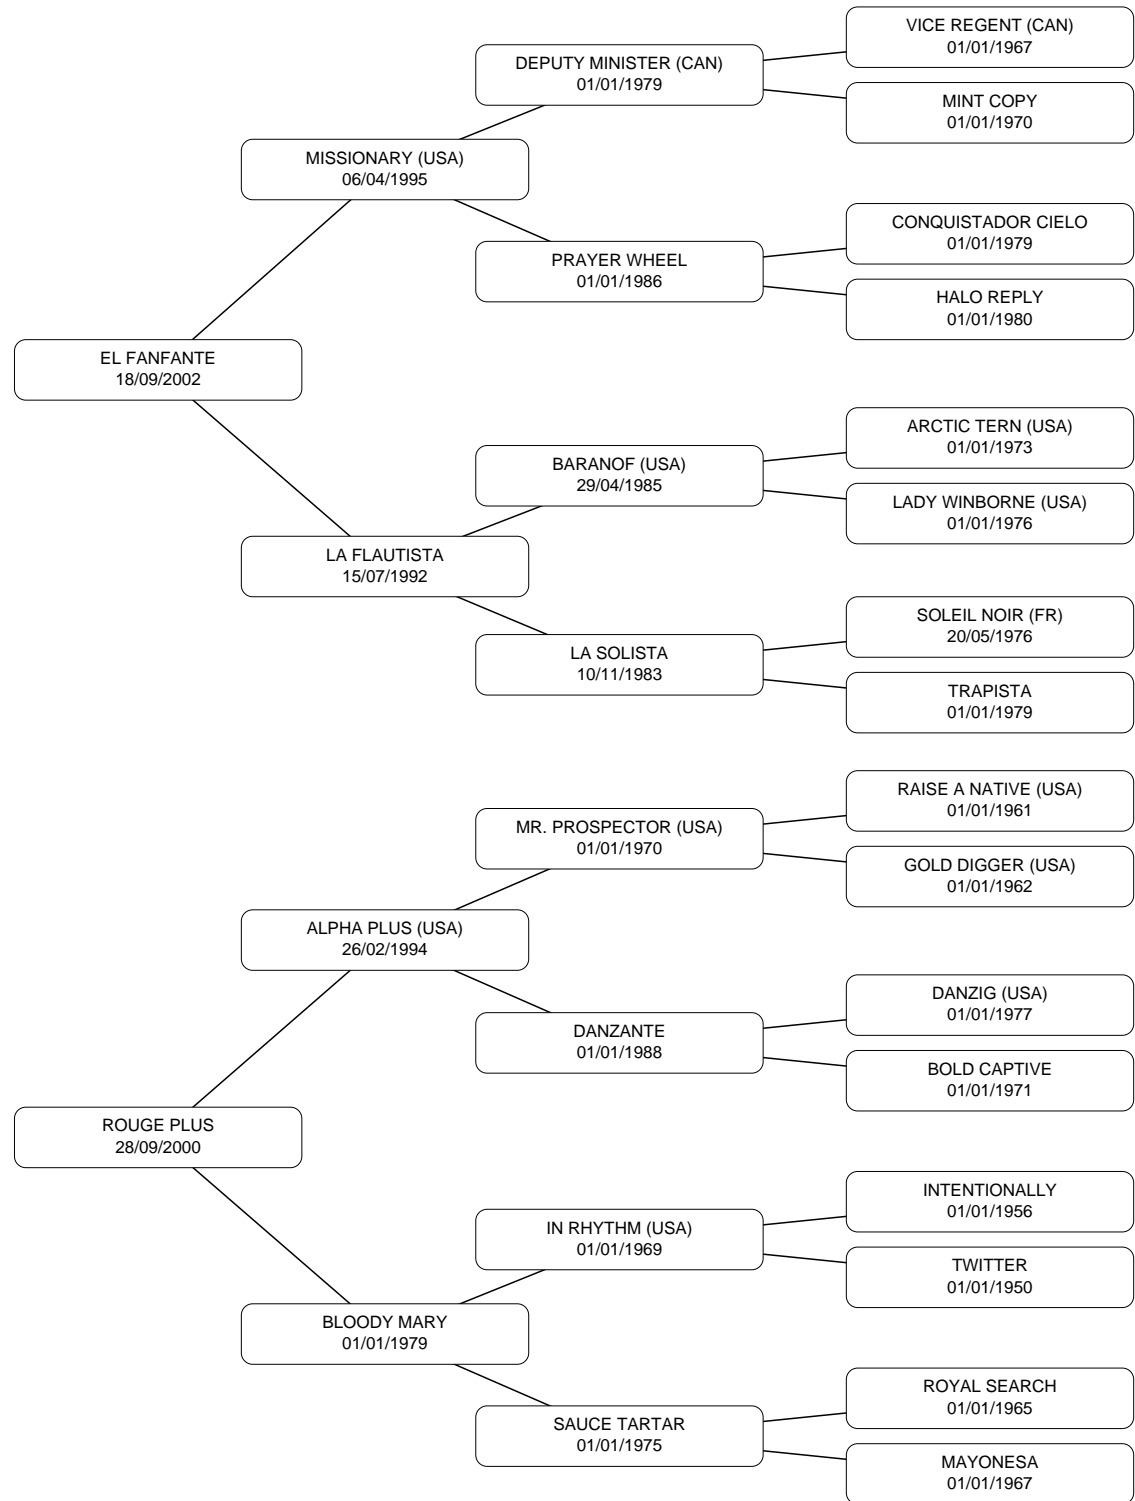 VICE REGENT (CAN)
01/01/1967
DEPUTY MINISTER (CAN)
01/01/1979
MINT COPY
01/01/1970
MISSIONARY (USA)
06/04/1995
CONQUISTADOR CIELO
01/01/1979
PRAYER WHEEL
01/01/1986
HALO REPLY
01/01/1980
EL FANFANTE
18/09/2002
ARCTIC TERN (USA)
01/01/1973
BARANOF (USA)
29/04/1985
LADY WINBORNE (USA)
01/01/1976
LA FLAUTISTA
15/07/1992
SOLEIL NOIR (FR)
20/05/1976
LA SOLISTA
10/11/1983
TRAPISTA
01/01/1979
RAISE A NATIVE (USA)
01/01/1961
MR. PROSPECTOR (USA)
01/01/1970
GOLD DIGGER (USA)
01/01/1962
ALPHA PLUS (USA)
26/02/1994
DANZIG (USA)
01/01/1977
DANZANTE
01/01/1988
BOLD CAPTIVE
01/01/1971
ROUGE PLUS
28/09/2000
INTENTIONALLY
01/01/1956
IN RHYTHM (USA)
01/01/1969
TWITTER
01/01/1950
BLOODY MARY
01/01/1979
ROYAL SEARCH
01/01/1965
SAUCE TARTAR
01/01/1975
MAYONESA
01/01/1967